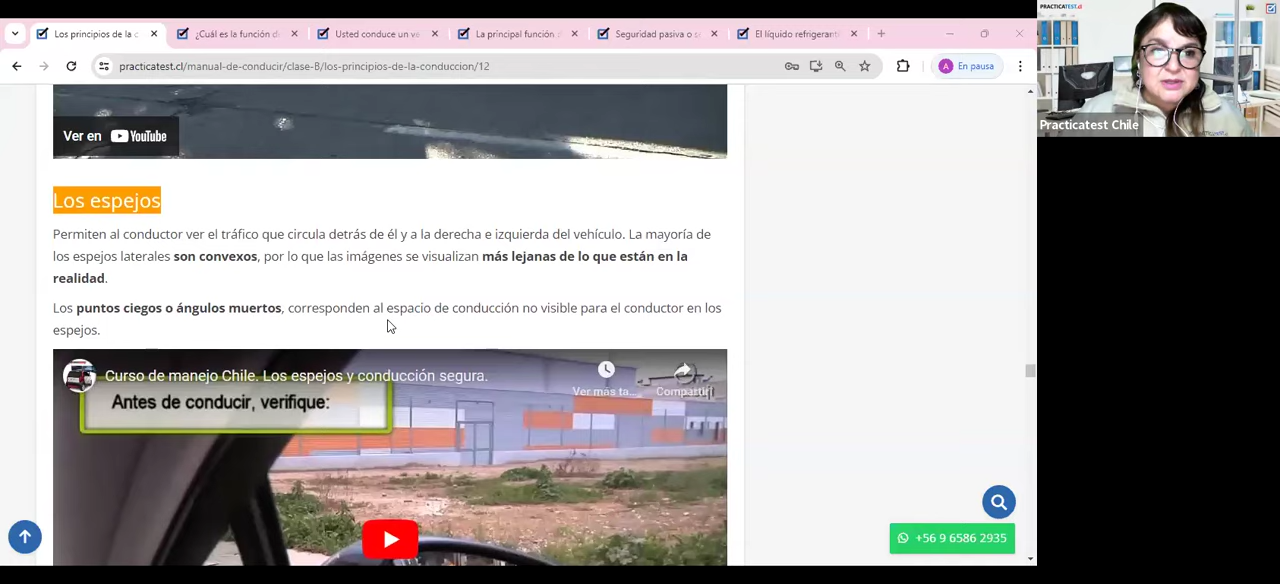 Los principios de la c
¿Cuál es la función d
Usted conduce un ve
La principal función d
Seguridad pasiva o s
El líquido refrigerant
practicatest.cl/manual-de-conducir/clase-B/los-principios-de-la-conduccion/12
A
En pausa
PRACTICATEST.cl
Practicatest Chile
Ver en YouTube
Los espejos
Permiten al conductor ver el tráfico que circula detrás de él y a la derecha e izquierda del vehículo. La mayoría de
los espejos laterales son convexos, por lo que las imágenes se visualizan más lejanas de lo que están en la
realidad.
Los puntos ciegos o ángulos muertos, corresponden al espacio de conducción no visible para el conductor en los
espejos.
Curso de manejo Chile. Los espejos y conducción segura.
Ver más ta...
Compartir
Antes de conducir, verifique:
+56 9 6586 2935